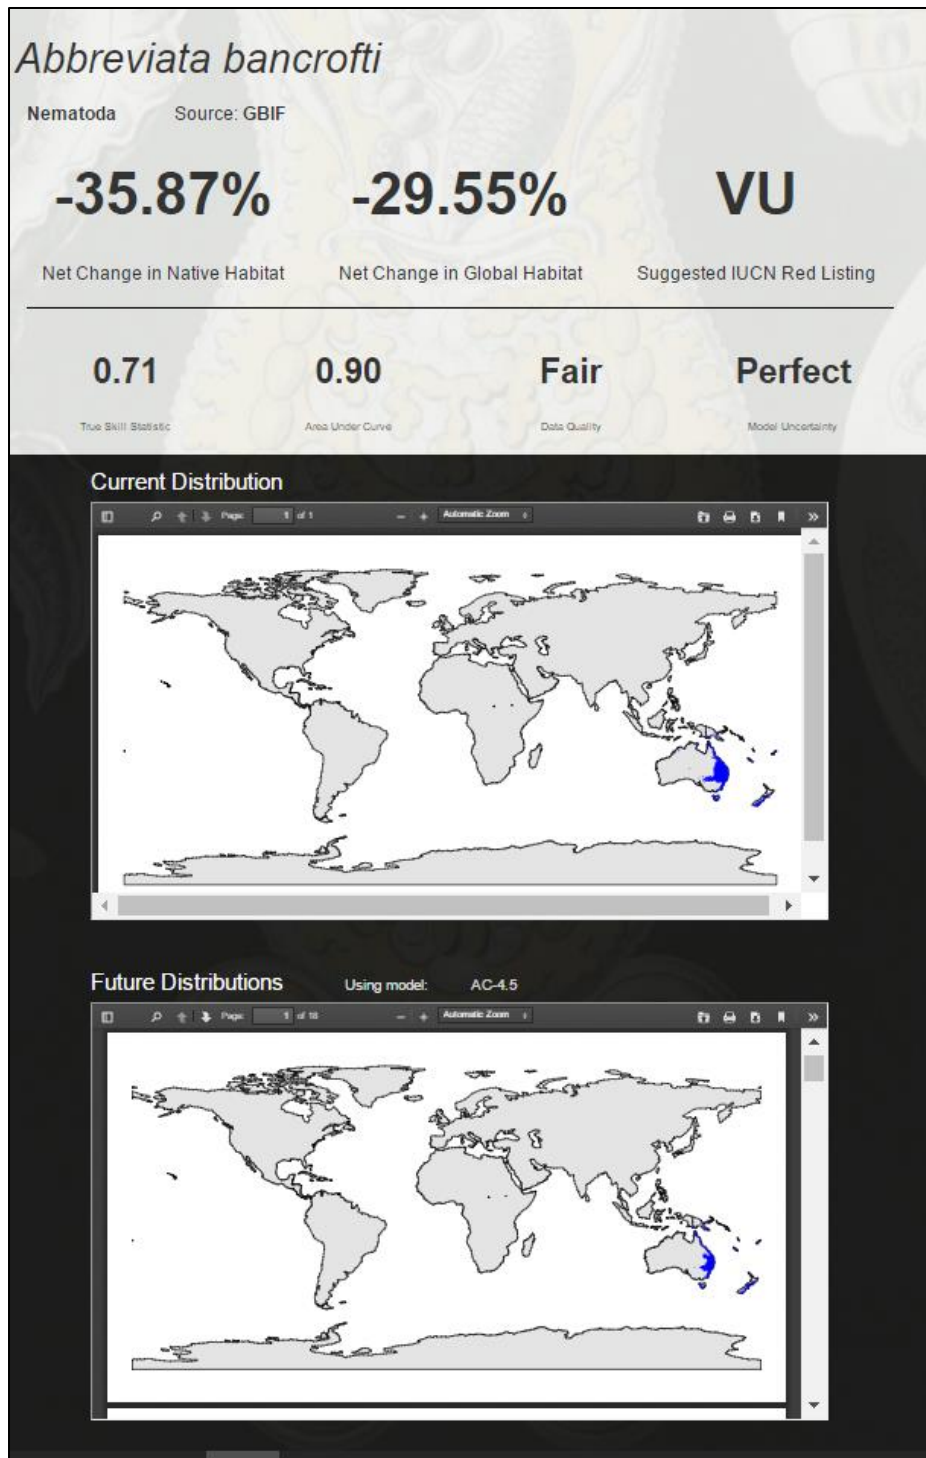 Abbreviata bancrofti
Nematoda Source: GBIF
-35.87% -29.55% VU
Net Change in Native Habitat Net Change in Global Habitat Suggested IUCN Red Listing
0.71 0.90 Fair Perfect
True Skill Statistic Area Under Curve Data Quality Model Uncertainty
Current Distribution
Page: 1 of 1 Automatic Zoom
Future Distributions Using model: AC-4.5
Page: 1 of 18 Automatic Zoom